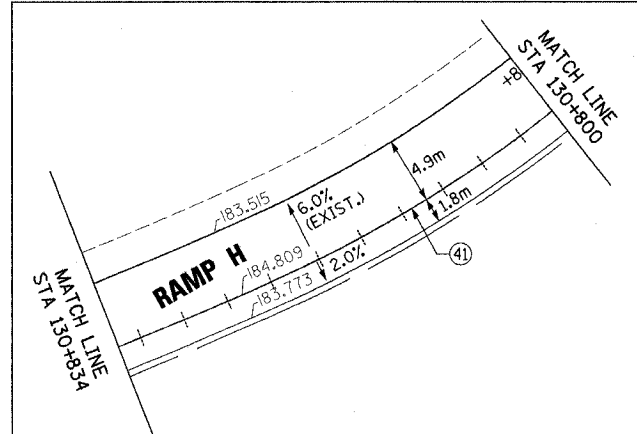 MATCH LINE
STA 130+800
+8
4.9m
6.0%
(EXIST.)
183.515
1.8m
RAMP H
184.809
2.0%
183.773
41
MATCH LINE
STA 130+834